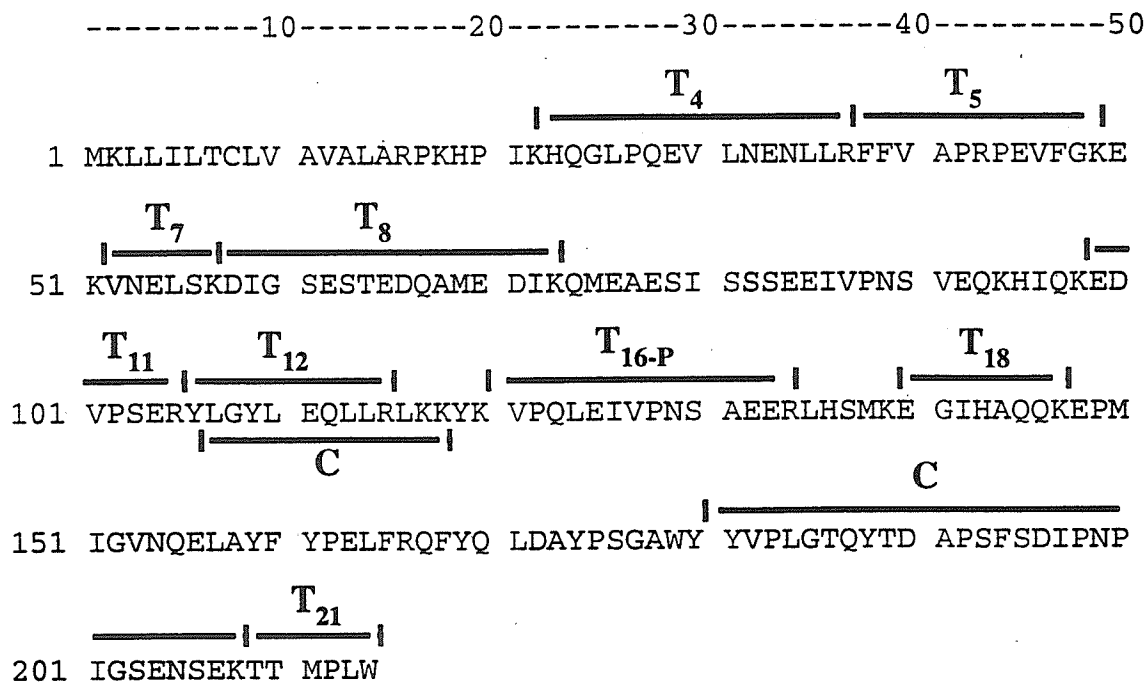 ---------10--------20--------30--------40--------50
T4 T5
1 MKLLILTCLV AVALARPKHP IKHQGLPQEV LNENLLRFFV APRPEVFGKE
T7 T8
51 KVNELSKDIG SESTEDQAME DIKQMEAESI SSSEEIVPNS VEQKHIQKED
T11 T12 T16-P T18
101 VPSERYLGYL EQLLRLKKYK VPQLEIVPNS AEERLHSMKE GIHAQQKEPM
C
C
151 IGVNQELAYF YPELFRQFYQ LDAYPSGAWY YVPLGTQYTD APSFSDIPNP
T21
201 IGSENSEKTT MPLW